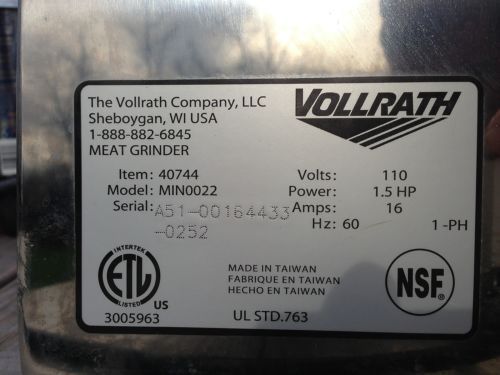 The Vollrath Company, LLC
Sheboygan, WI USA
1-888-882-6845
MEAT GRINDER
VOLLRATH
Item: 40744
Model: MIN0022
Serial: A51-00164433
-0252
Volts: 110
Power: 1.5 HP
Amps: 16
Hz: 60 1-PH
INTERTEK
ETL
LISTED
US
3005963
MADE IN TAIWAN
FABRIQUE EN TAIWAN
HECHO EN TAIWAN
UL STD.763
NSF